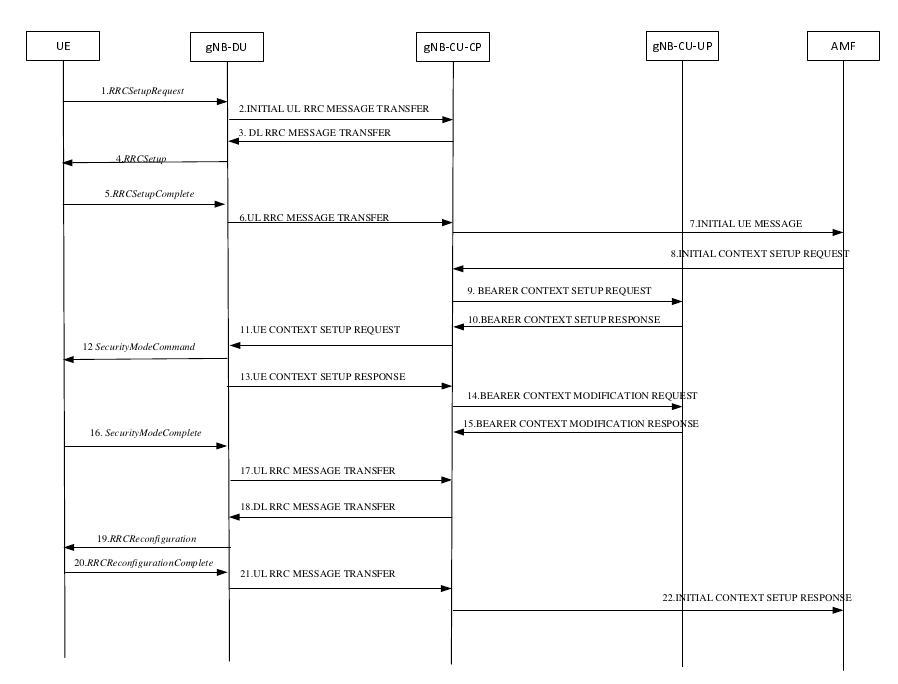 UE
gNB-DU
gNB-CU-CP
gNB-CU-UP
AMF
1.RRCSetupRequest
2.INITIAL UL RRC MESSAGE TRANSFER
3. DL RRC MESSAGE TRANSFER
4.RRCSetup
5.RRCSetupComplete
6.UL RRC MESSAGE TRANSFER
7.INITIAL UE MESSAGE
8.INITIAL CONTEXT SETUP REQUEST
9. BEARER CONTEXT SETUP REQUEST
10.BEARER CONTEXT SETUP RESPONSE
11.UE CONTEXT SETUP REQUEST
12 SecurityModeCommand
13.UE CONTEXT SETUP RESPONSE
14.BEARER CONTEXT MODIFICATION REQUEST
15.BEARER CONTEXT MODIFICATION RESPONSE
16. SecurityModeComplete
17.UL RRC MESSAGE TRANSFER
18.DL RRC MESSAGE TRANSFER
19.RRCReconfiguration
20.RRCReconfigurationComplete
21.UL RRC MESSAGE TRANSFER
22.INITIAL CONTEXT SETUP RESPONSE